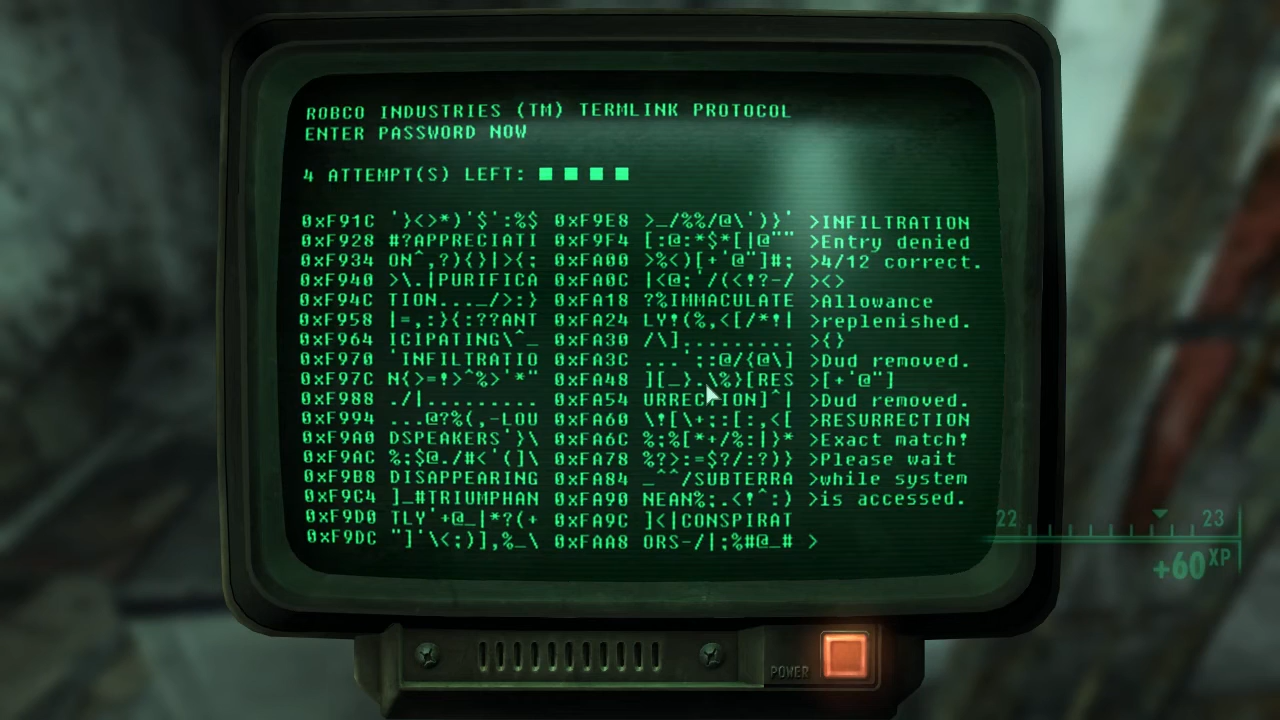 ROBCO INDUSTRIES (TM) TERMLINK PROTOCOL
ENTER PASSWORD NOW
4 ATTEMPT(S) LEFT: ■ ■ ■ ■
0xF91C '}<>*)'$':%$ 0xF9E8 >_/%%/@\')}' >INFILTRATION
0xF928 #?APPRECIATI 0xF9F4 [:@:*$*[|@"" >Entry denied
0xF934 ON^,?){}|>{; 0xFA00 >%<)[+'@"]#; >4/12 correct.
0xF940 >\.|PURIFICA 0xFA0C |<@;'/(<!?-/ ><>
0xF94C TION..._/>:} 0xFA18 ?%IMMACULATE >Allowance
0xF958 |=,:}{:??ANT 0xFA24 LY!(%,<[/*!| >replenished.
0xF964 ICIPATING\^_ 0xFA30 /\]......... >{}
0xF970 'INFILTRATIO 0xFA3C ...';:@/{@\] >Dud removed.
0xF97C N{>=!>^%>'*" 0xFA48 ][_}.\%}[RES >[+'@"]
0xF988 ./|......... 0xFA54 URRECTION]^| >Dud removed.
0xF994 ...@?%(,-LOU 0xFA60 \![\+;:[:,<[ >RESURRECTION
0xF9A0 DSPEAKERS'}\ 0xFA6C %;%[*+/%:|}* >Exact match!
0xF9AC %;$@./#<'(]\ 0xFA78 %?>:=$?/:?)} >Please wait
0xF9B8 DISAPPEARING 0xFA84 _^^/SUBTERRA >while system
0xF9C4 ]_#TRIUMPHAN 0xFA90 NEAN%;.<!^:) >is accessed.
0xF9D0 TLY'+@_|*?(+ 0xFA9C ]<|CONSPIRAT
0xF9DC "]'\<;)],%_\ 0xFAA8 ORS-/|;%#@_# >
22 23
+60 XP
POWER